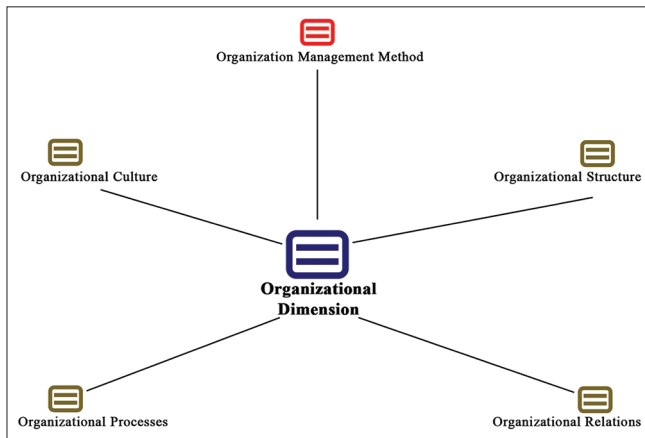 Organization Management Method
Organizational Culture
Organizational Structure
Organizational
Dimension
Organizational Processes
Organizational Relations